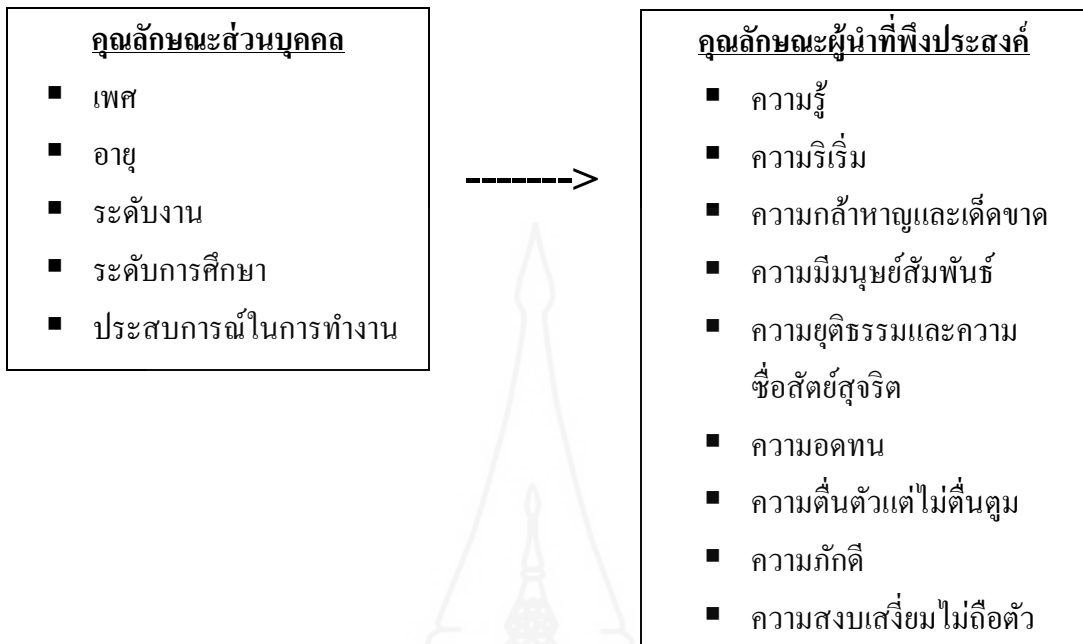 คุณลักษณะส่วนบุคคล
▪ เพศ
▪ อายุ
▪ ระดับงาน
▪ ระดับการศึกษา
▪ ประสบการณ์ในการทำงาน
------->
คุณลักษณะผู้นำที่พึงประสงค์
▪ ความรู้
▪ ความริเริ่ม
▪ ความกล้าหาญและเด็ดขาด
▪ ความมีมนุษย์สัมพันธ์
▪ ความยุติธรรมและความ
ซื่อสัตย์สุจริต
▪ ความอดทน
▪ ความตื่นตัวแต่ไม่ตื่นตูม
▪ ความภักดี
▪ ความสงบเสงี่ยมไม่ถือตัว